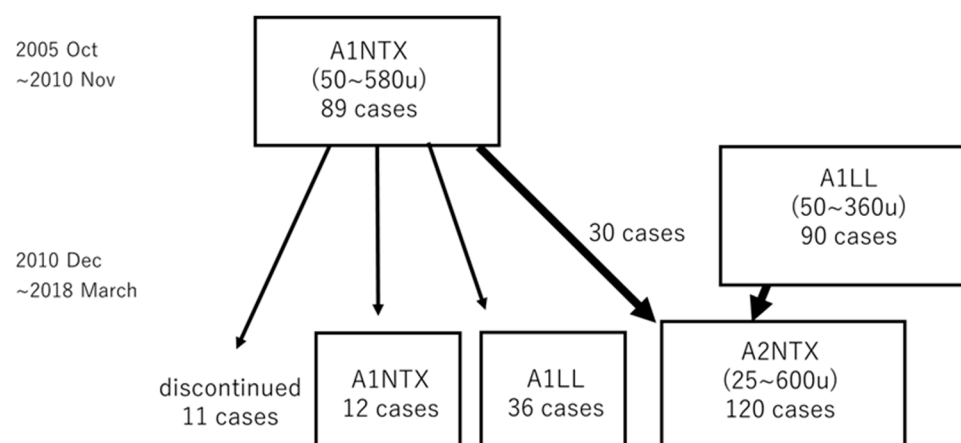 2005 Oct
~2010 Nov
A1NTX
(50~580u)
89 cases
A1LL
(50~360u)
90 cases
30 cases
2010 Dec
~2018 March
discontinued
11 cases
A1NTX
12 cases
A1LL
36 cases
A2NTX
(25~600u)
120 cases